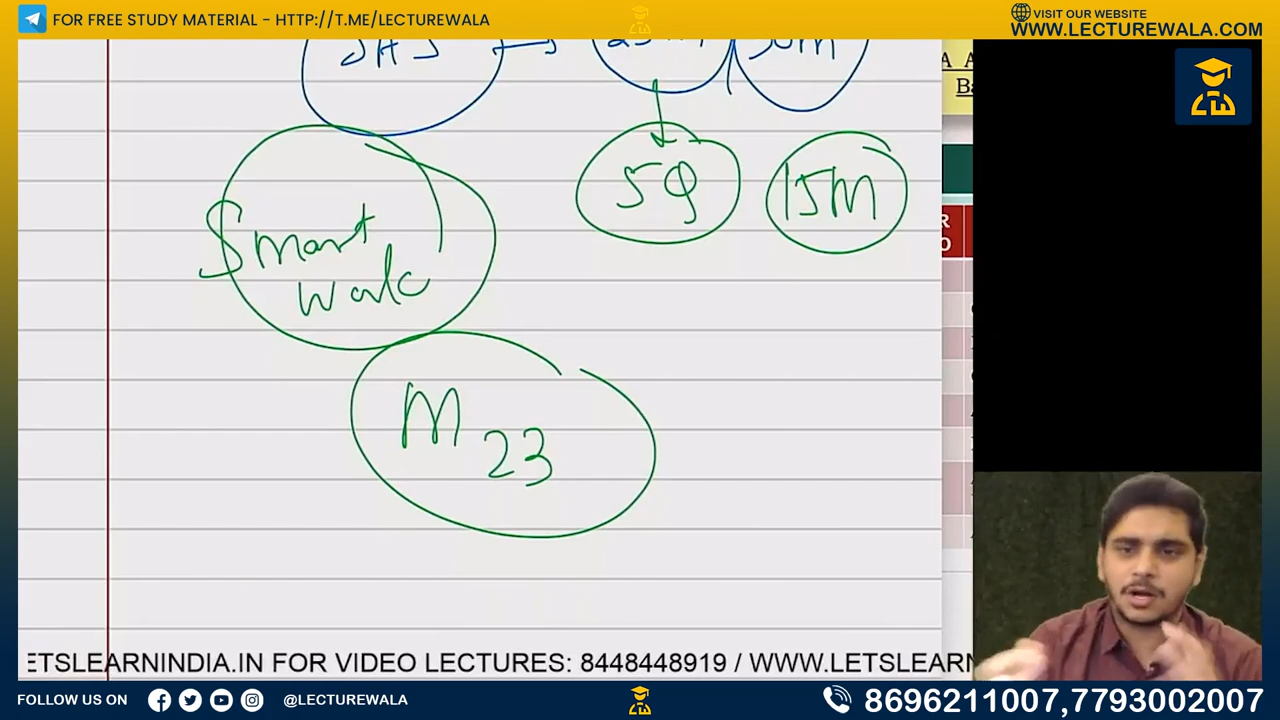 FOR FREE STUDY MATERIAL - HTTP://T.ME/LECTUREWALA
VISIT OUR WEBSITE
WWW.LECTUREWALA.COM
5Q 15M
Smart
Work
M 23
ETSLEARNINDIA.IN FOR VIDEO LECTURES: 8448448919 / WWW.LETSLEARN
FOLLOW US ON @LECTUREWALA 8696211007,7793002007